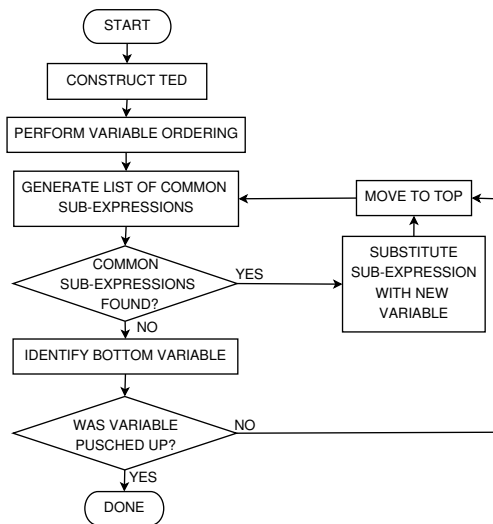 START
CONSTRUCT TED
PERFORM VARIABLE ORDERING
GENERATE LIST OF COMMON
SUB-EXPRESSIONS
MOVE TO TOP
COMMON
SUB-EXPRESSIONS
FOUND?
YES
SUBSTITUTE
SUB-EXPRESSION
WITH NEW
VARIABLE
NO
IDENTIFY BOTTOM VARIABLE
WAS VARIABLE
PUSCHED UP?
NO
YES
DONE